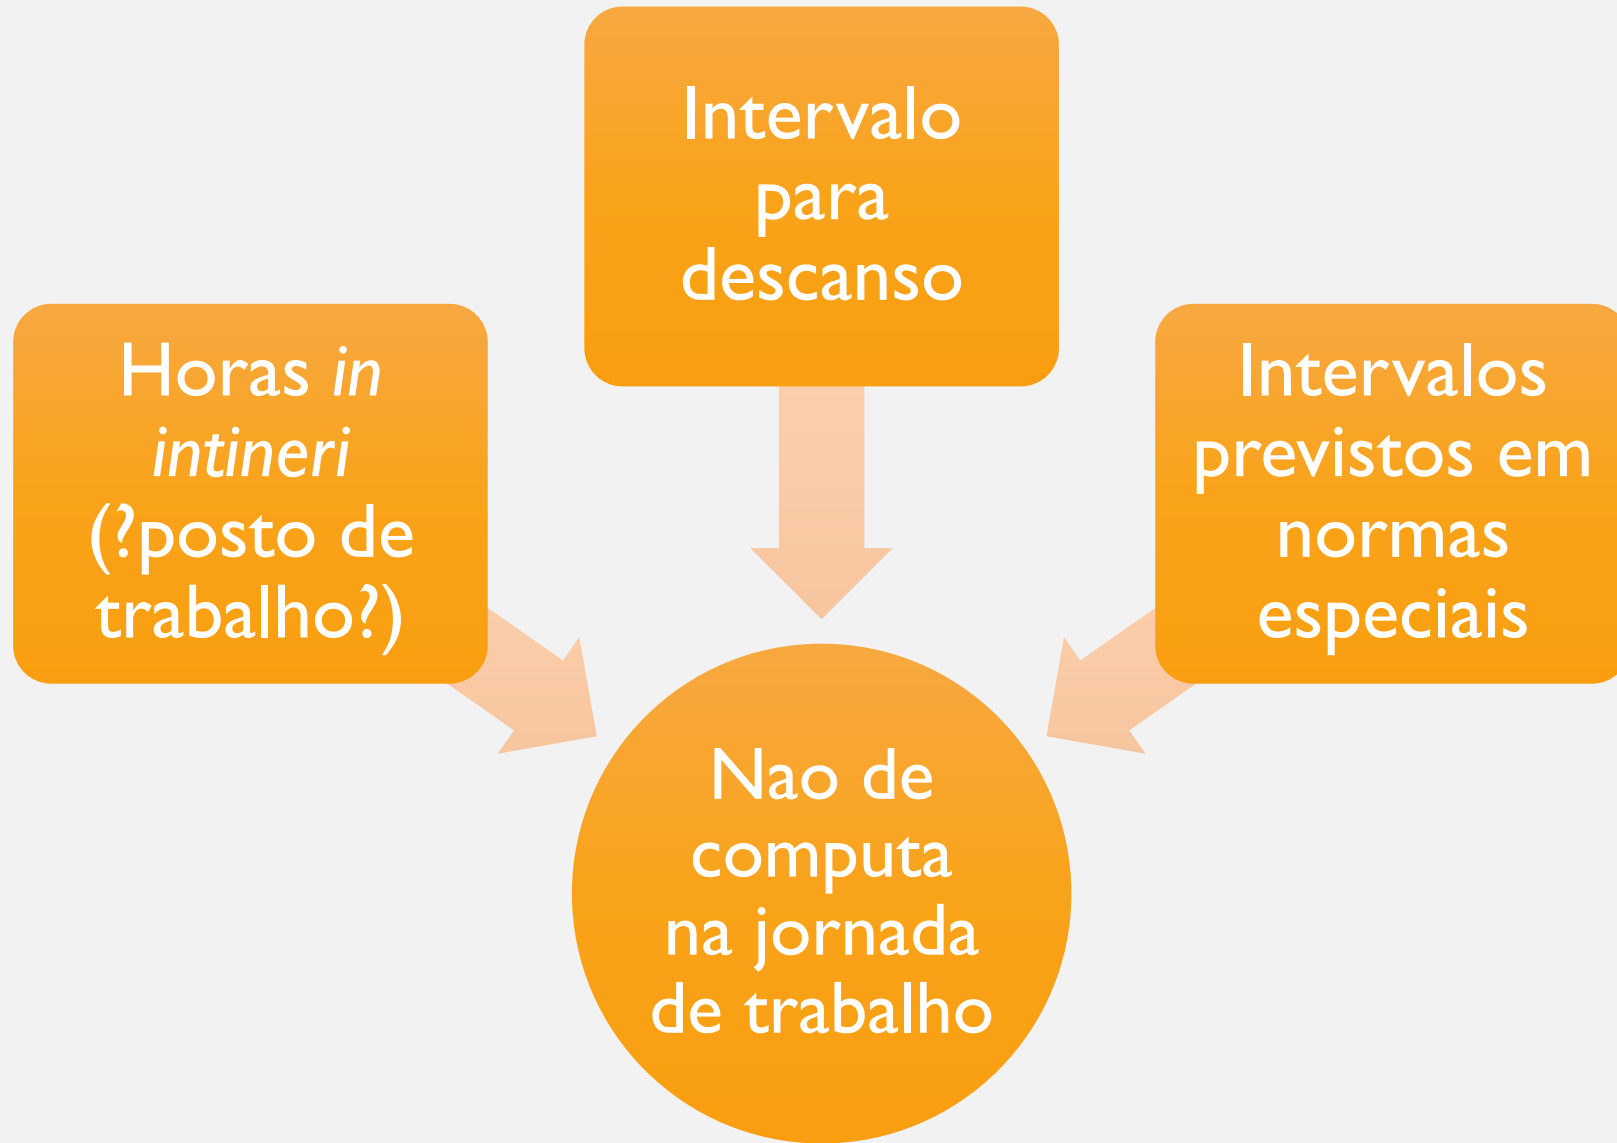 Intervalo
para
descanso
Horas in
intineri
(?posto de
trabalho?)
Intervalos
previstos em
normas
especiais
Nao de
computa
na jornada
de trabalho